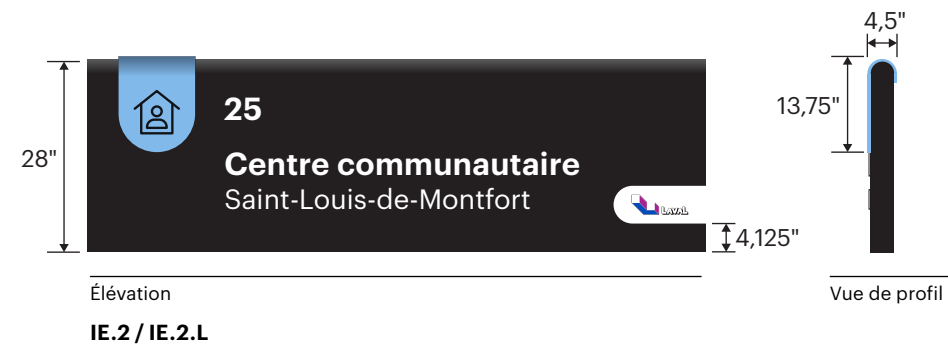 4,5"
25
13,75"
28"
Centre communautaire
Saint-Louis-de-Montfort
LAVAL
4,125"
Élévation
Vue de profil
IE.2 / IE.2.L